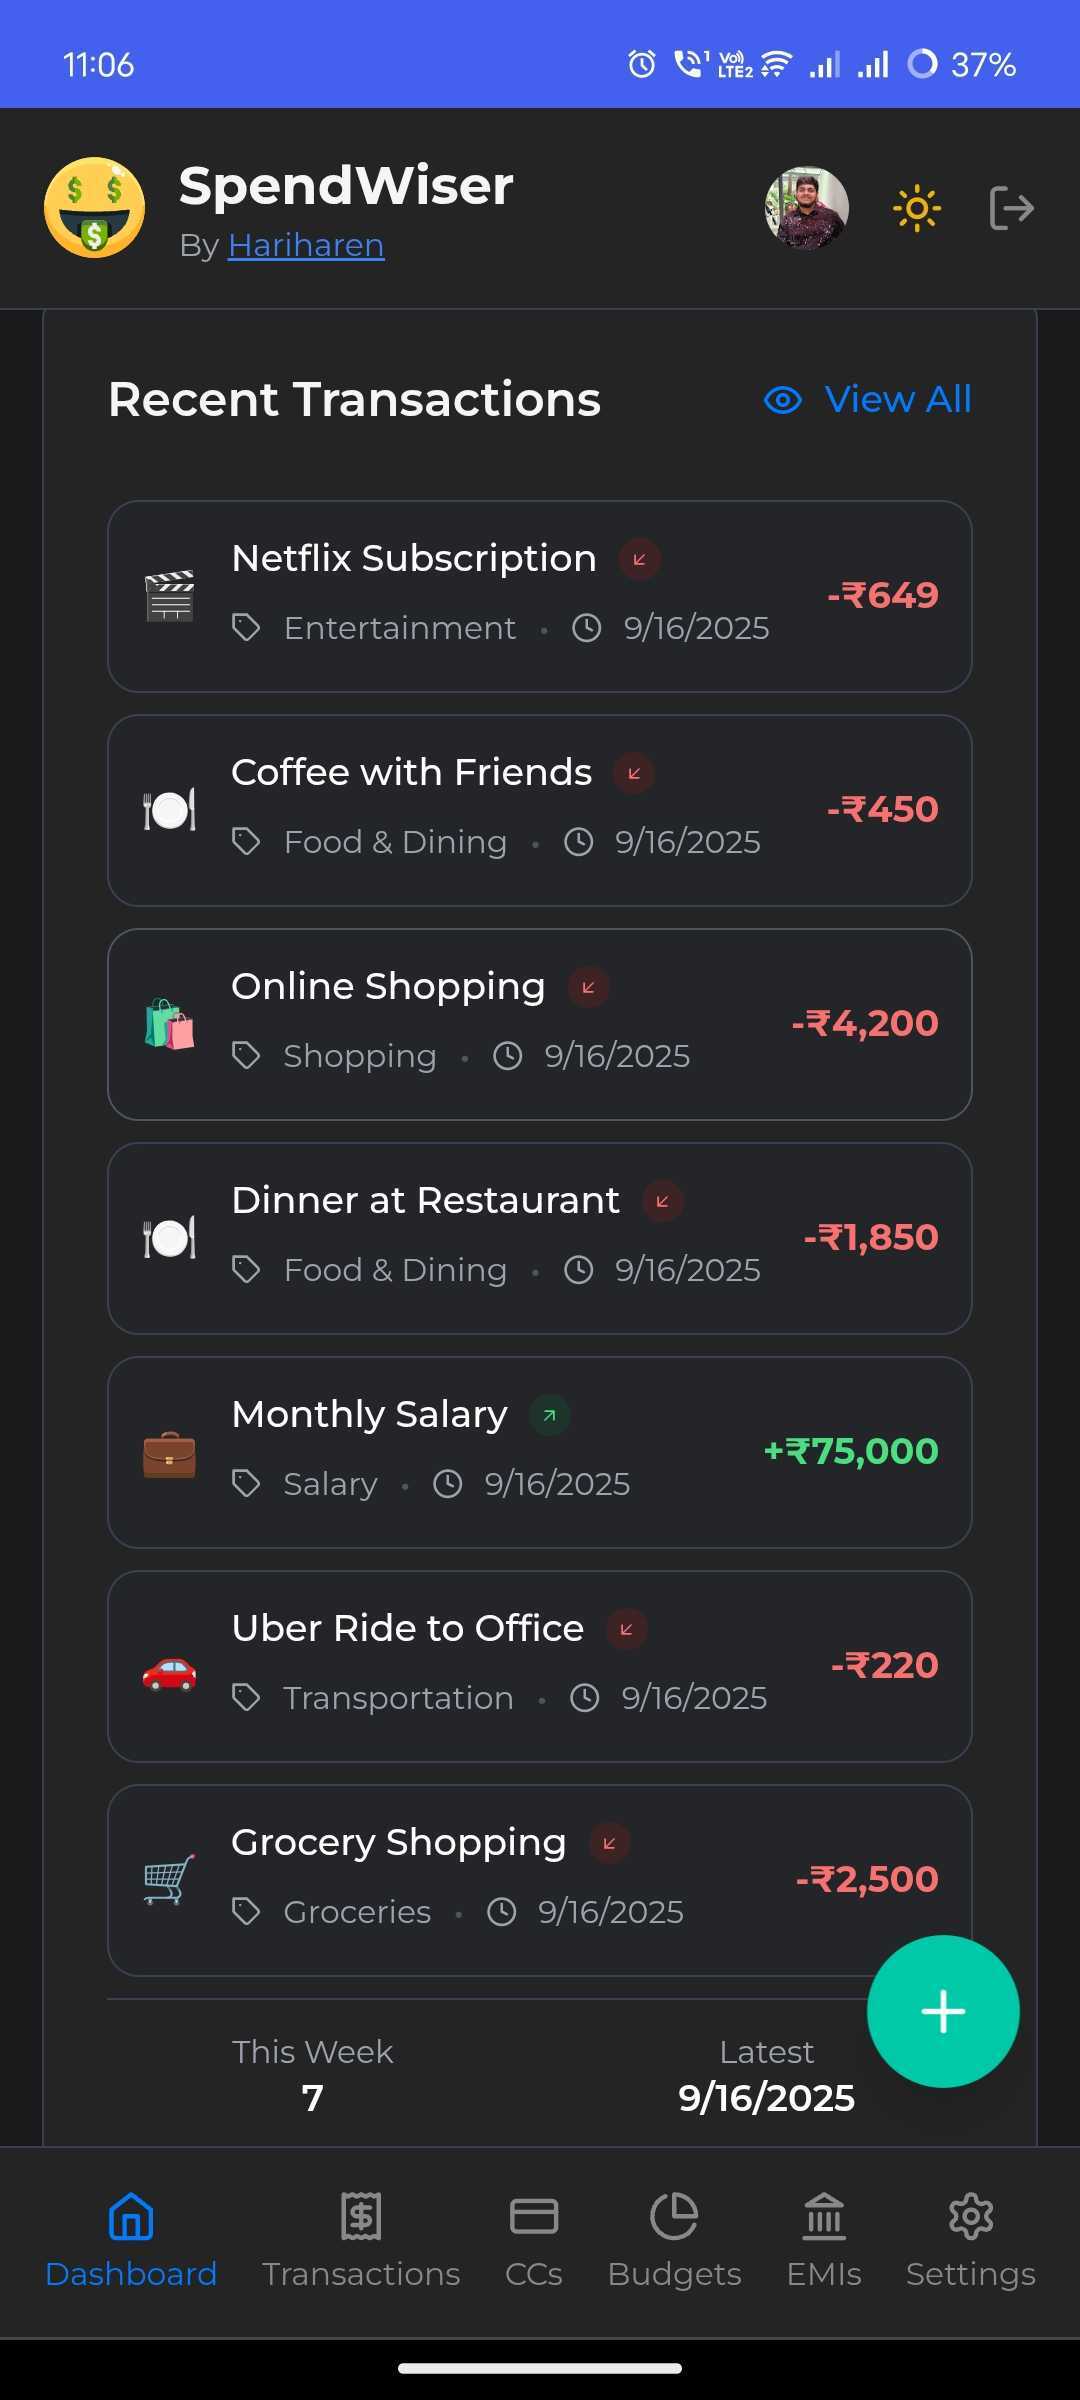 11:06
1 Vo)) LTE2 37%
SpendWiser
By Hariharen
Recent Transactions
View All
Netflix Subscription
-₹649
Entertainment • 9/16/2025
Coffee with Friends
-₹450
Food & Dining • 9/16/2025
Online Shopping
-₹4,200
Shopping • 9/16/2025
Dinner at Restaurant
-₹1,850
Food & Dining • 9/16/2025
Monthly Salary
+₹75,000
Salary • 9/16/2025
Uber Ride to Office
-₹220
Transportation • 9/16/2025
Grocery Shopping
-₹2,500
Groceries • 9/16/2025
This Week
7
Latest
9/16/2025
Dashboard
Transactions
CCs
Budgets
EMIs
Settings